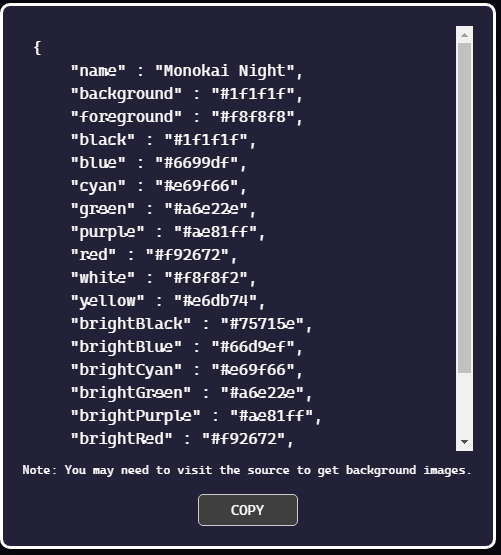 {
"name" : "Monokai Night",
"background" : "#1f1f1f",
"foreground" : "#f8f8f8",
"black" : "#1f1f1f",
"blue" : "#6699df",
"cyan" : "#e69f66",
"green" : "#a6e22e",
"purple" : "#ae81ff",
"red" : "#f92672",
"white" : "#f8f8f2",
"yellow" : "#e6db74",
"brightBlack" : "#75715e",
"brightBlue" : "#66d9ef",
"brightCyan" : "#e69f66",
"brightGreen" : "#a6e22e",
"brightPurple" : "#ae81ff",
"brightRed" : "#f92672",
Note: You may need to visit the source to get background images.
COPY